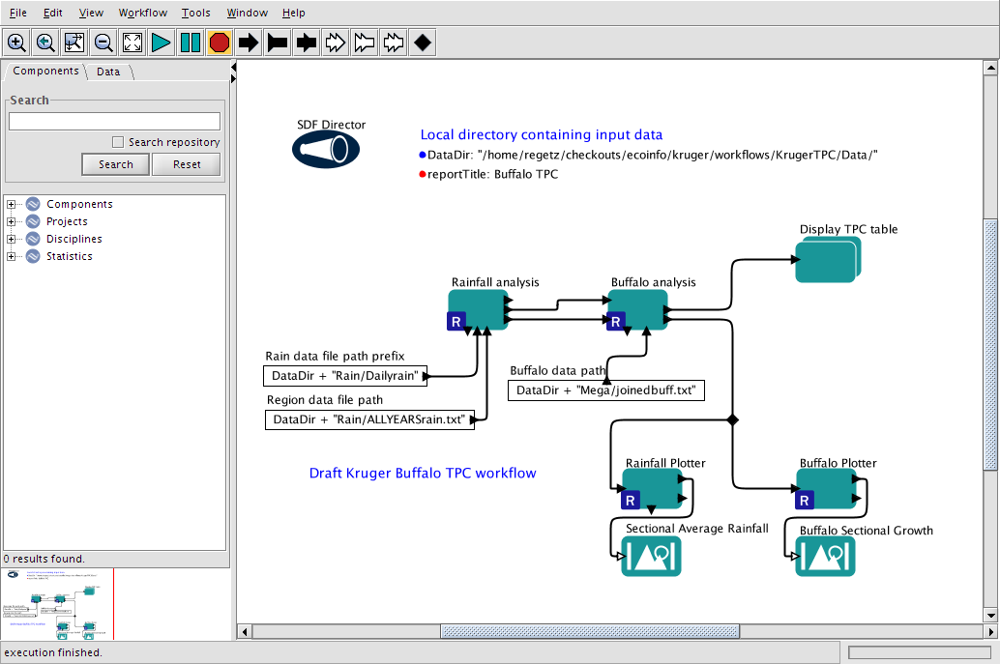 File Edit View Workflow Tools Window Help
Components Data
Search
Search repository
Search Reset
Components
Projects
Disciplines
Statistics
0 results found.
execution finished.
SDF Director
Local directory containing input data
DataDir: "/home/regetz/checkouts/ecoinfo/kruger/workflows/KrugerTPC/Data/"
reportTitle: Buffalo TPC
Display TPC table
Rainfall analysis
R
Buffalo analysis
R
Rain data file path prefix
DataDir + "Rain/Dailyrain"
Region data file path
DataDir + "Rain/ALLYEARSrain.txt"
Buffalo data path
DataDir + "Mega/joinedbuff.txt"
Draft Kruger Buffalo TPC workflow
Rainfall Plotter
R
Buffalo Plotter
R
Sectional Average Rainfall
Buffalo Sectional Growth